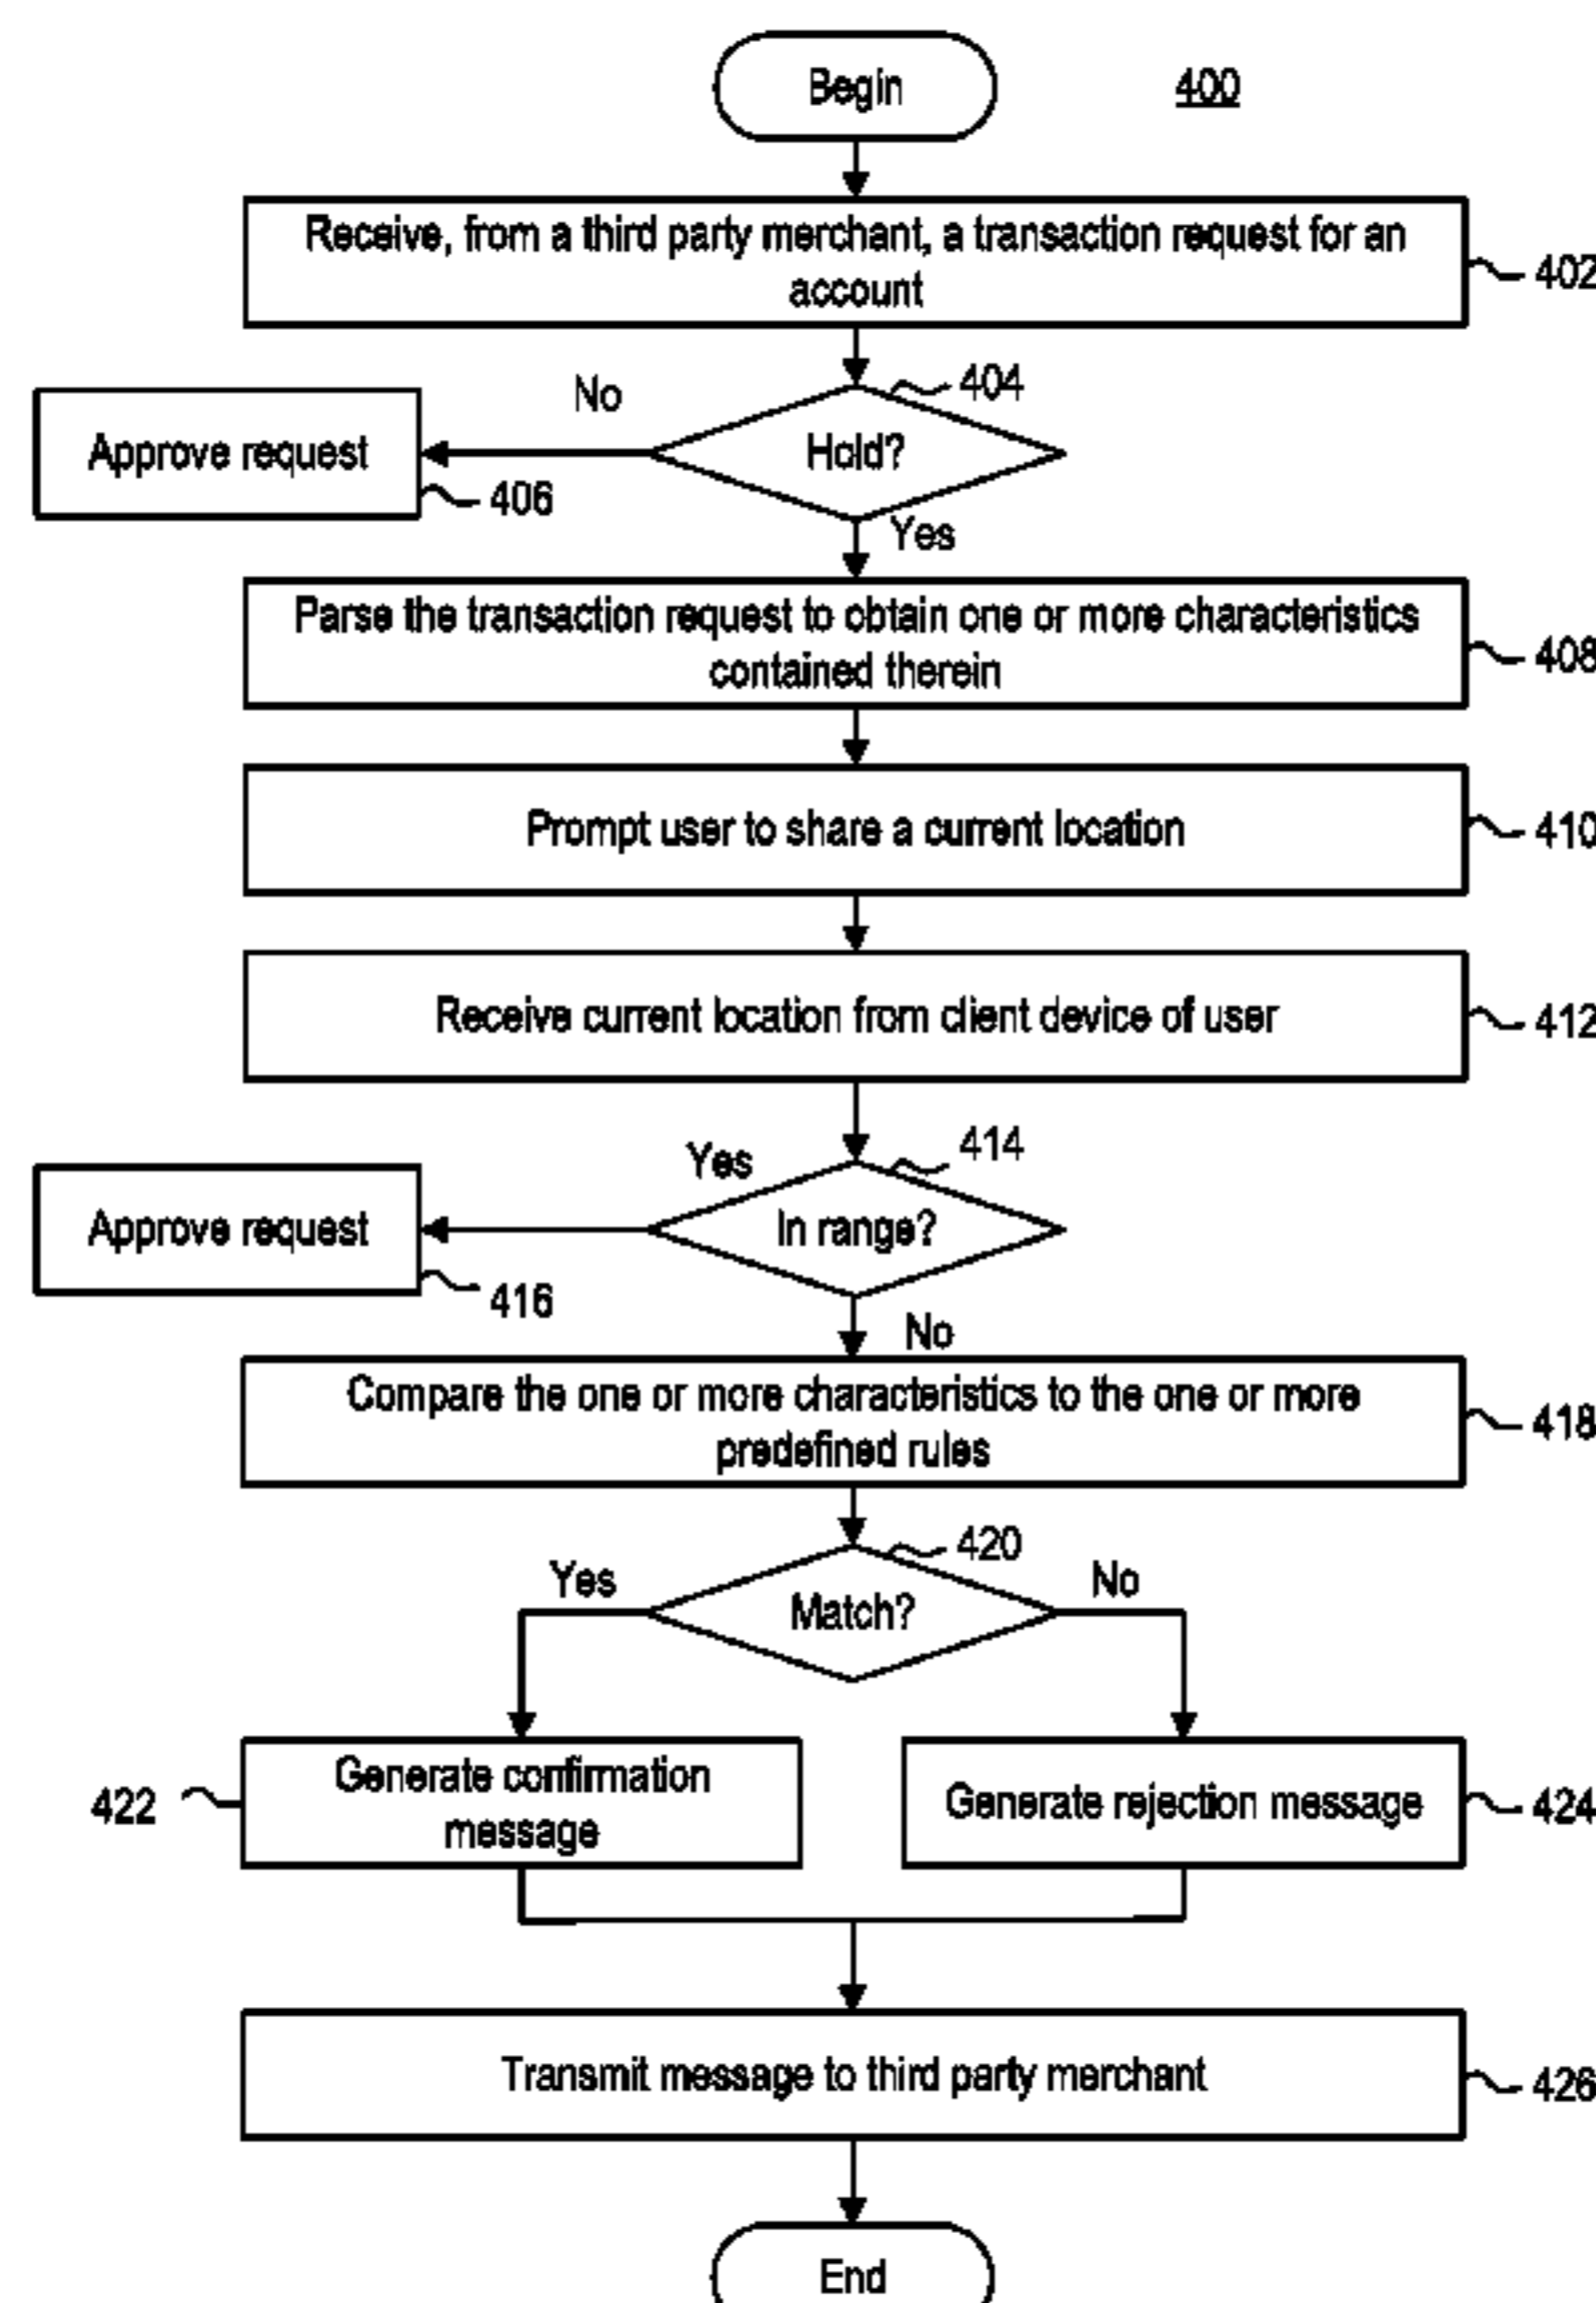 Begin
400
Receive, from a third party merchant, a transaction request for an
account
402
404
No
Hold?
Approve request
406
Yes
Parse the transaction request to obtain one or more characteristics
contained therein
408
Prompt user to share a current location
410
Receive current location from client device of user
412
414
Yes
In range?
Approve request
416
No
Compare the one or more characteristics to the one or more
predefined rules
418
420
Yes
No
Match?
Generate confirmation
message
422
Generate rejection message
424
Transmit message to third party merchant
426
End